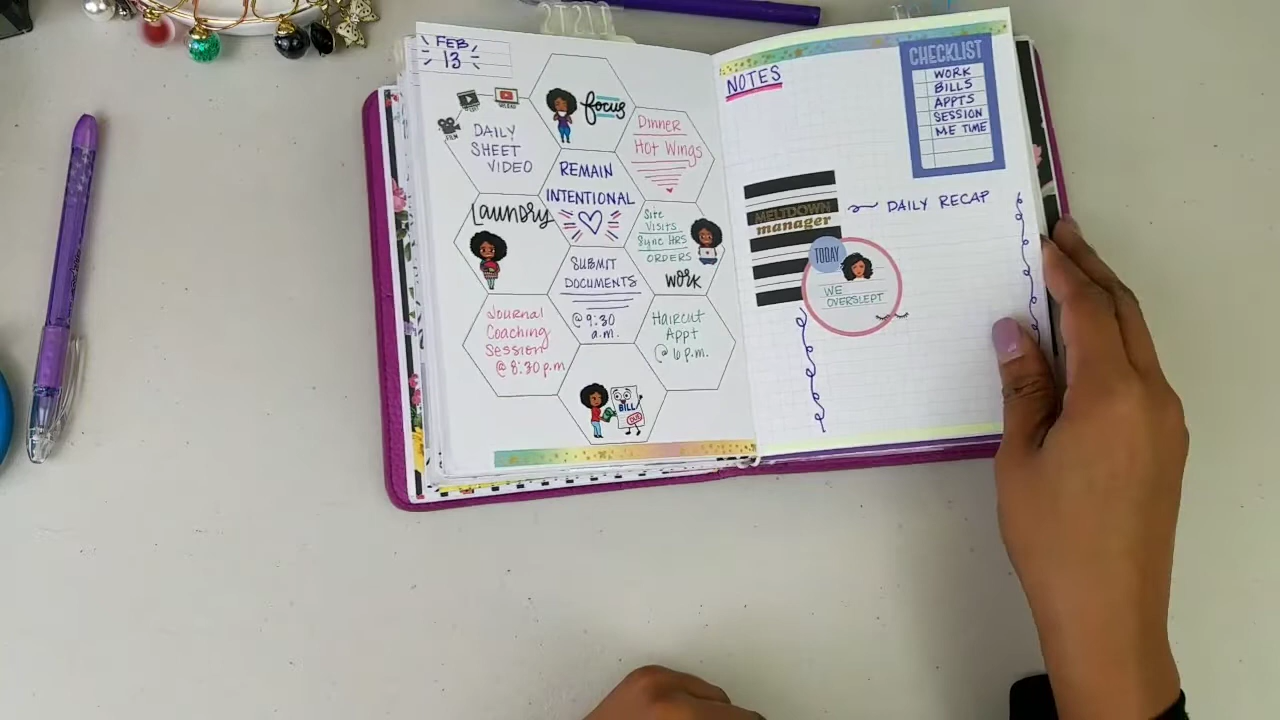 FEB
13
DAILY
SHEET
VIDEO
focus
Dinner
Hot Wings
REMAIN
INTENTIONAL
Laundry
Site
Visits
Sync HRS
ORDERS
WORK
SUBMIT
DOCUMENTS
@ 9:30
a.m.
Journal
Coaching
Session
@ 8:30 p.m
Haircut
Appt
@ 6 p.m.
BILL
DUE
NOTES
CHECKLIST
WORK
BILLS
APPTS
SESSION
ME TIME
MELTDOWN
manager
DAILY RECAP
TODAY
WE
OVERSLEPT